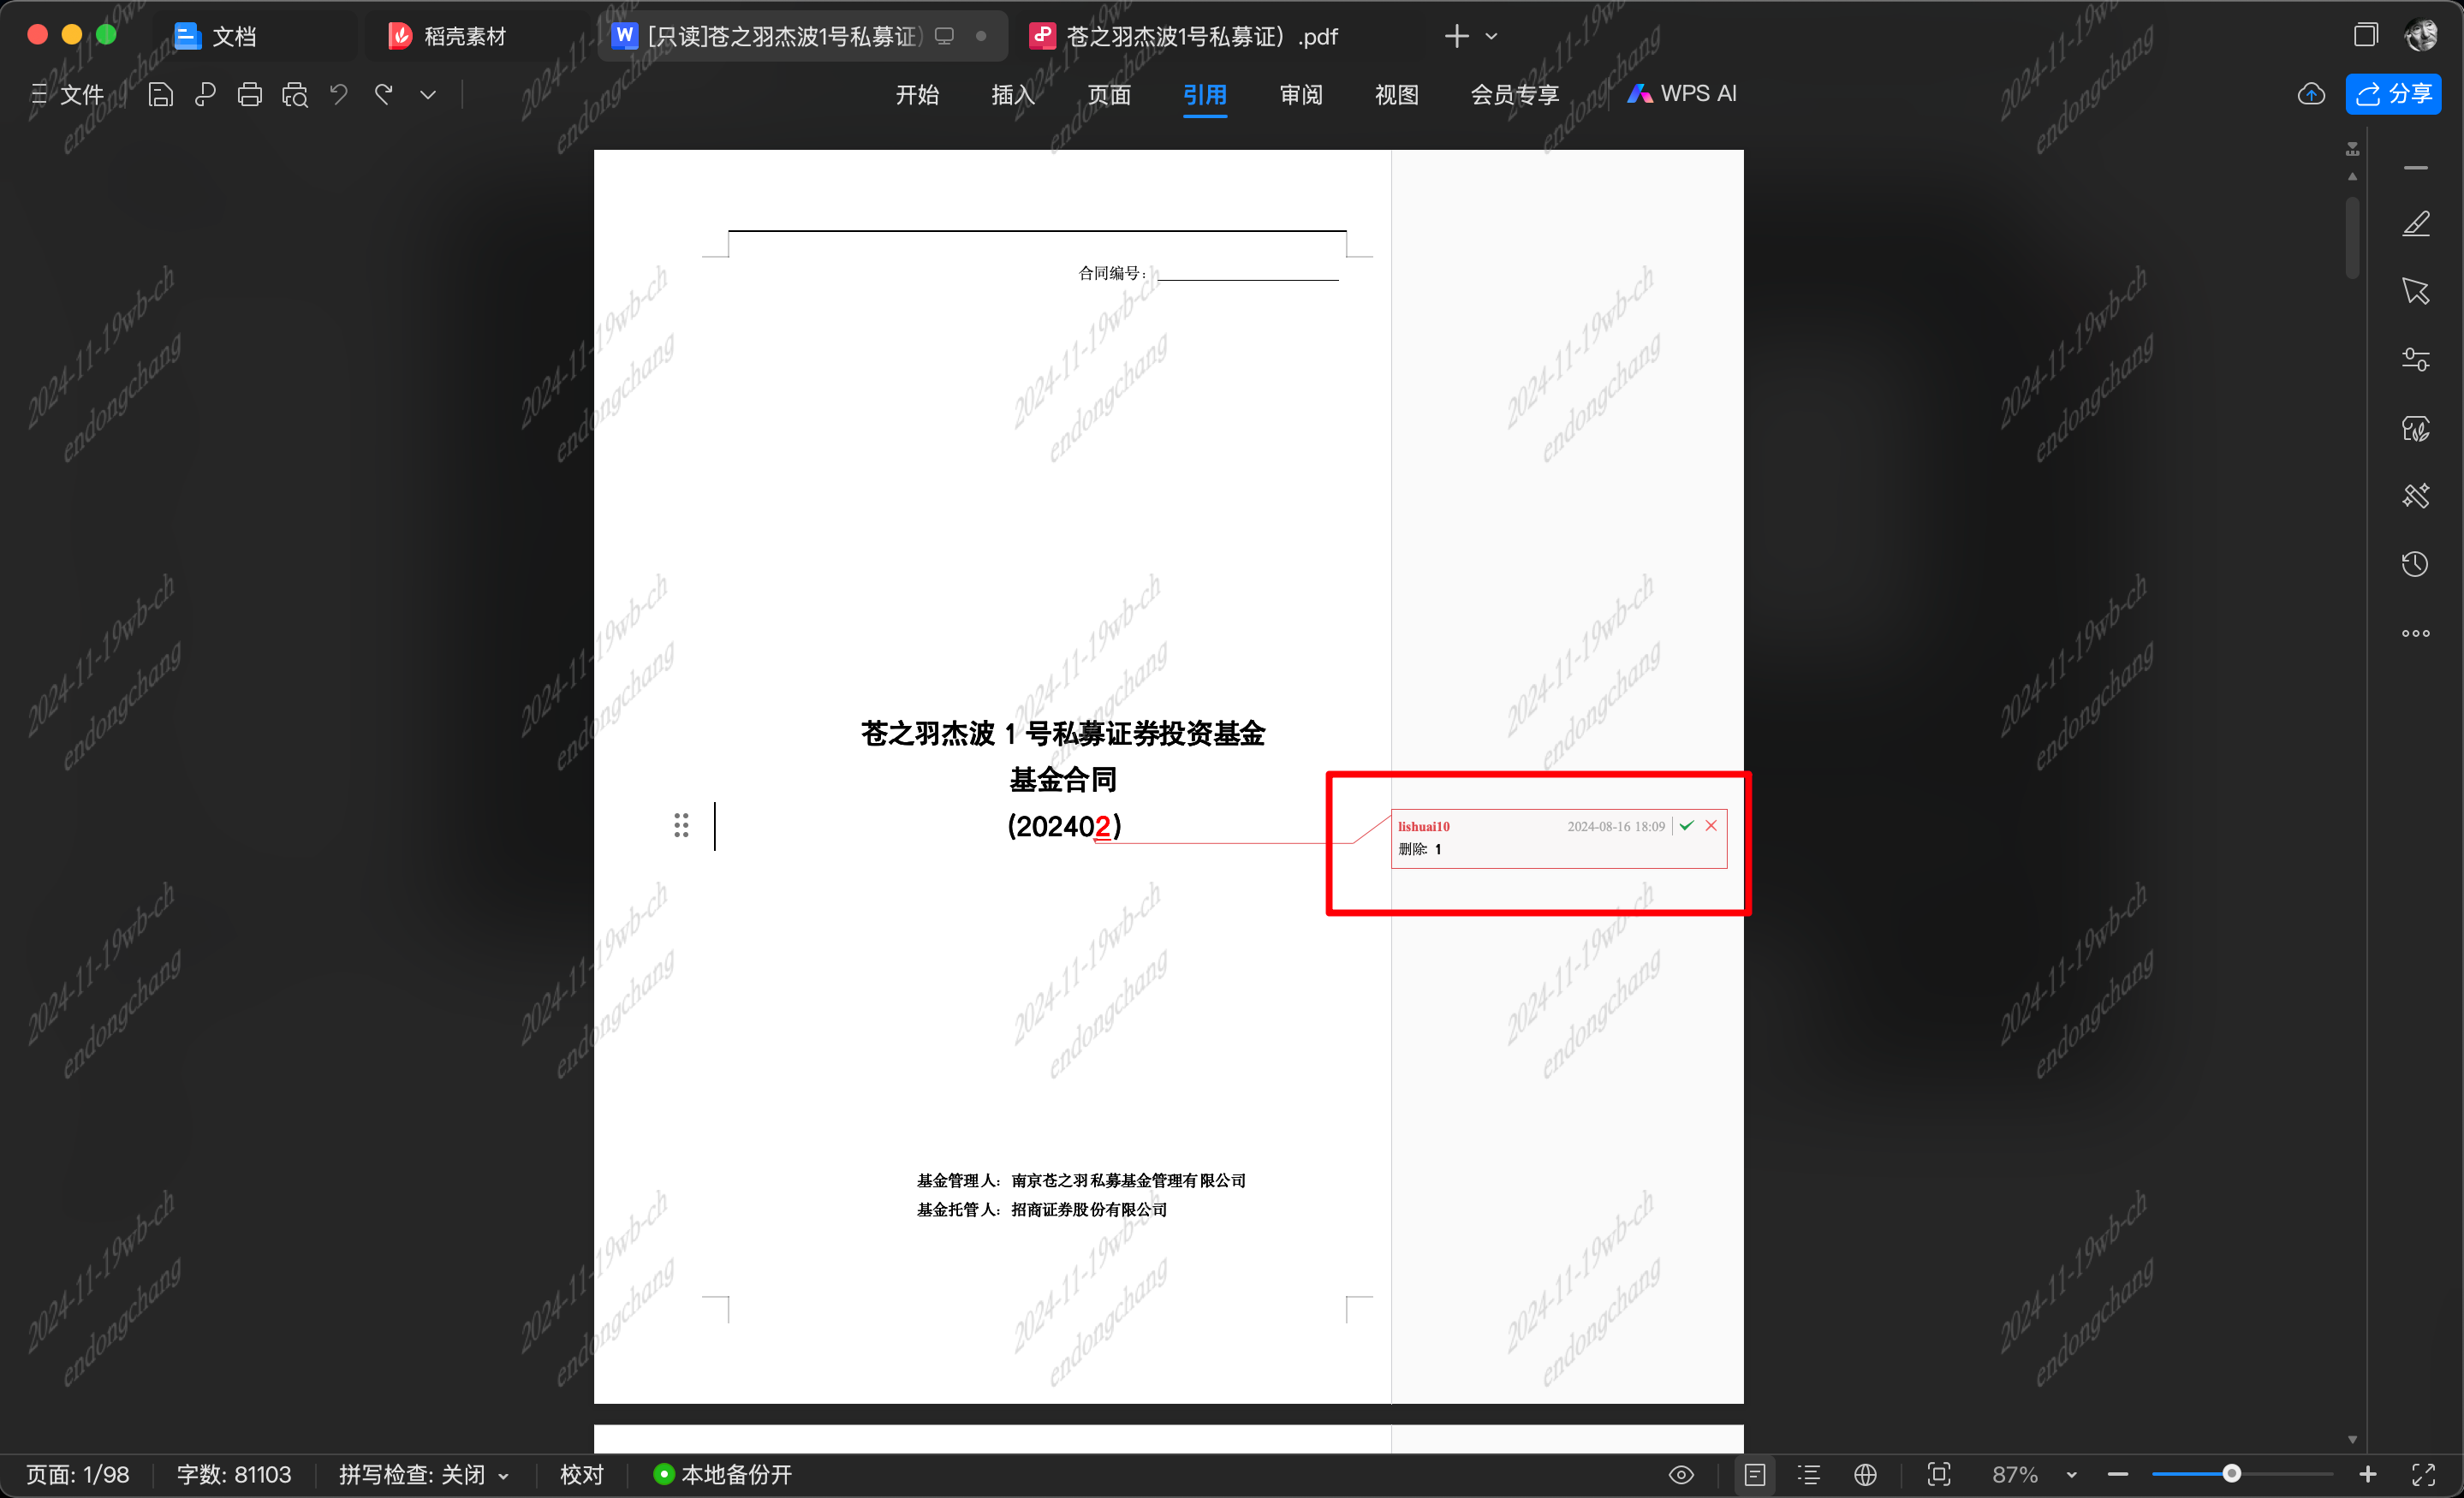 文档
稻壳素材
[只读]苍之羽杰波1号私募证)
苍之羽杰波1号私募证）.pdf
文件
开始
插入
页面
引用
审阅
视图
会员专享
WPS AI
分享
合同编号：
苍之羽杰波 1 号私募证券投资基金
基金合同
(202402)
lishuai10 2024-08-16 18:09
删除: 1
基金管理人：南京苍之羽私募基金管理有限公司
基金托管人：招商证券股份有限公司
2024-11-19wb-ch
endongchang
页面: 1/98
字数: 81103
拼写检查: 关闭
校对
本地备份开
87%